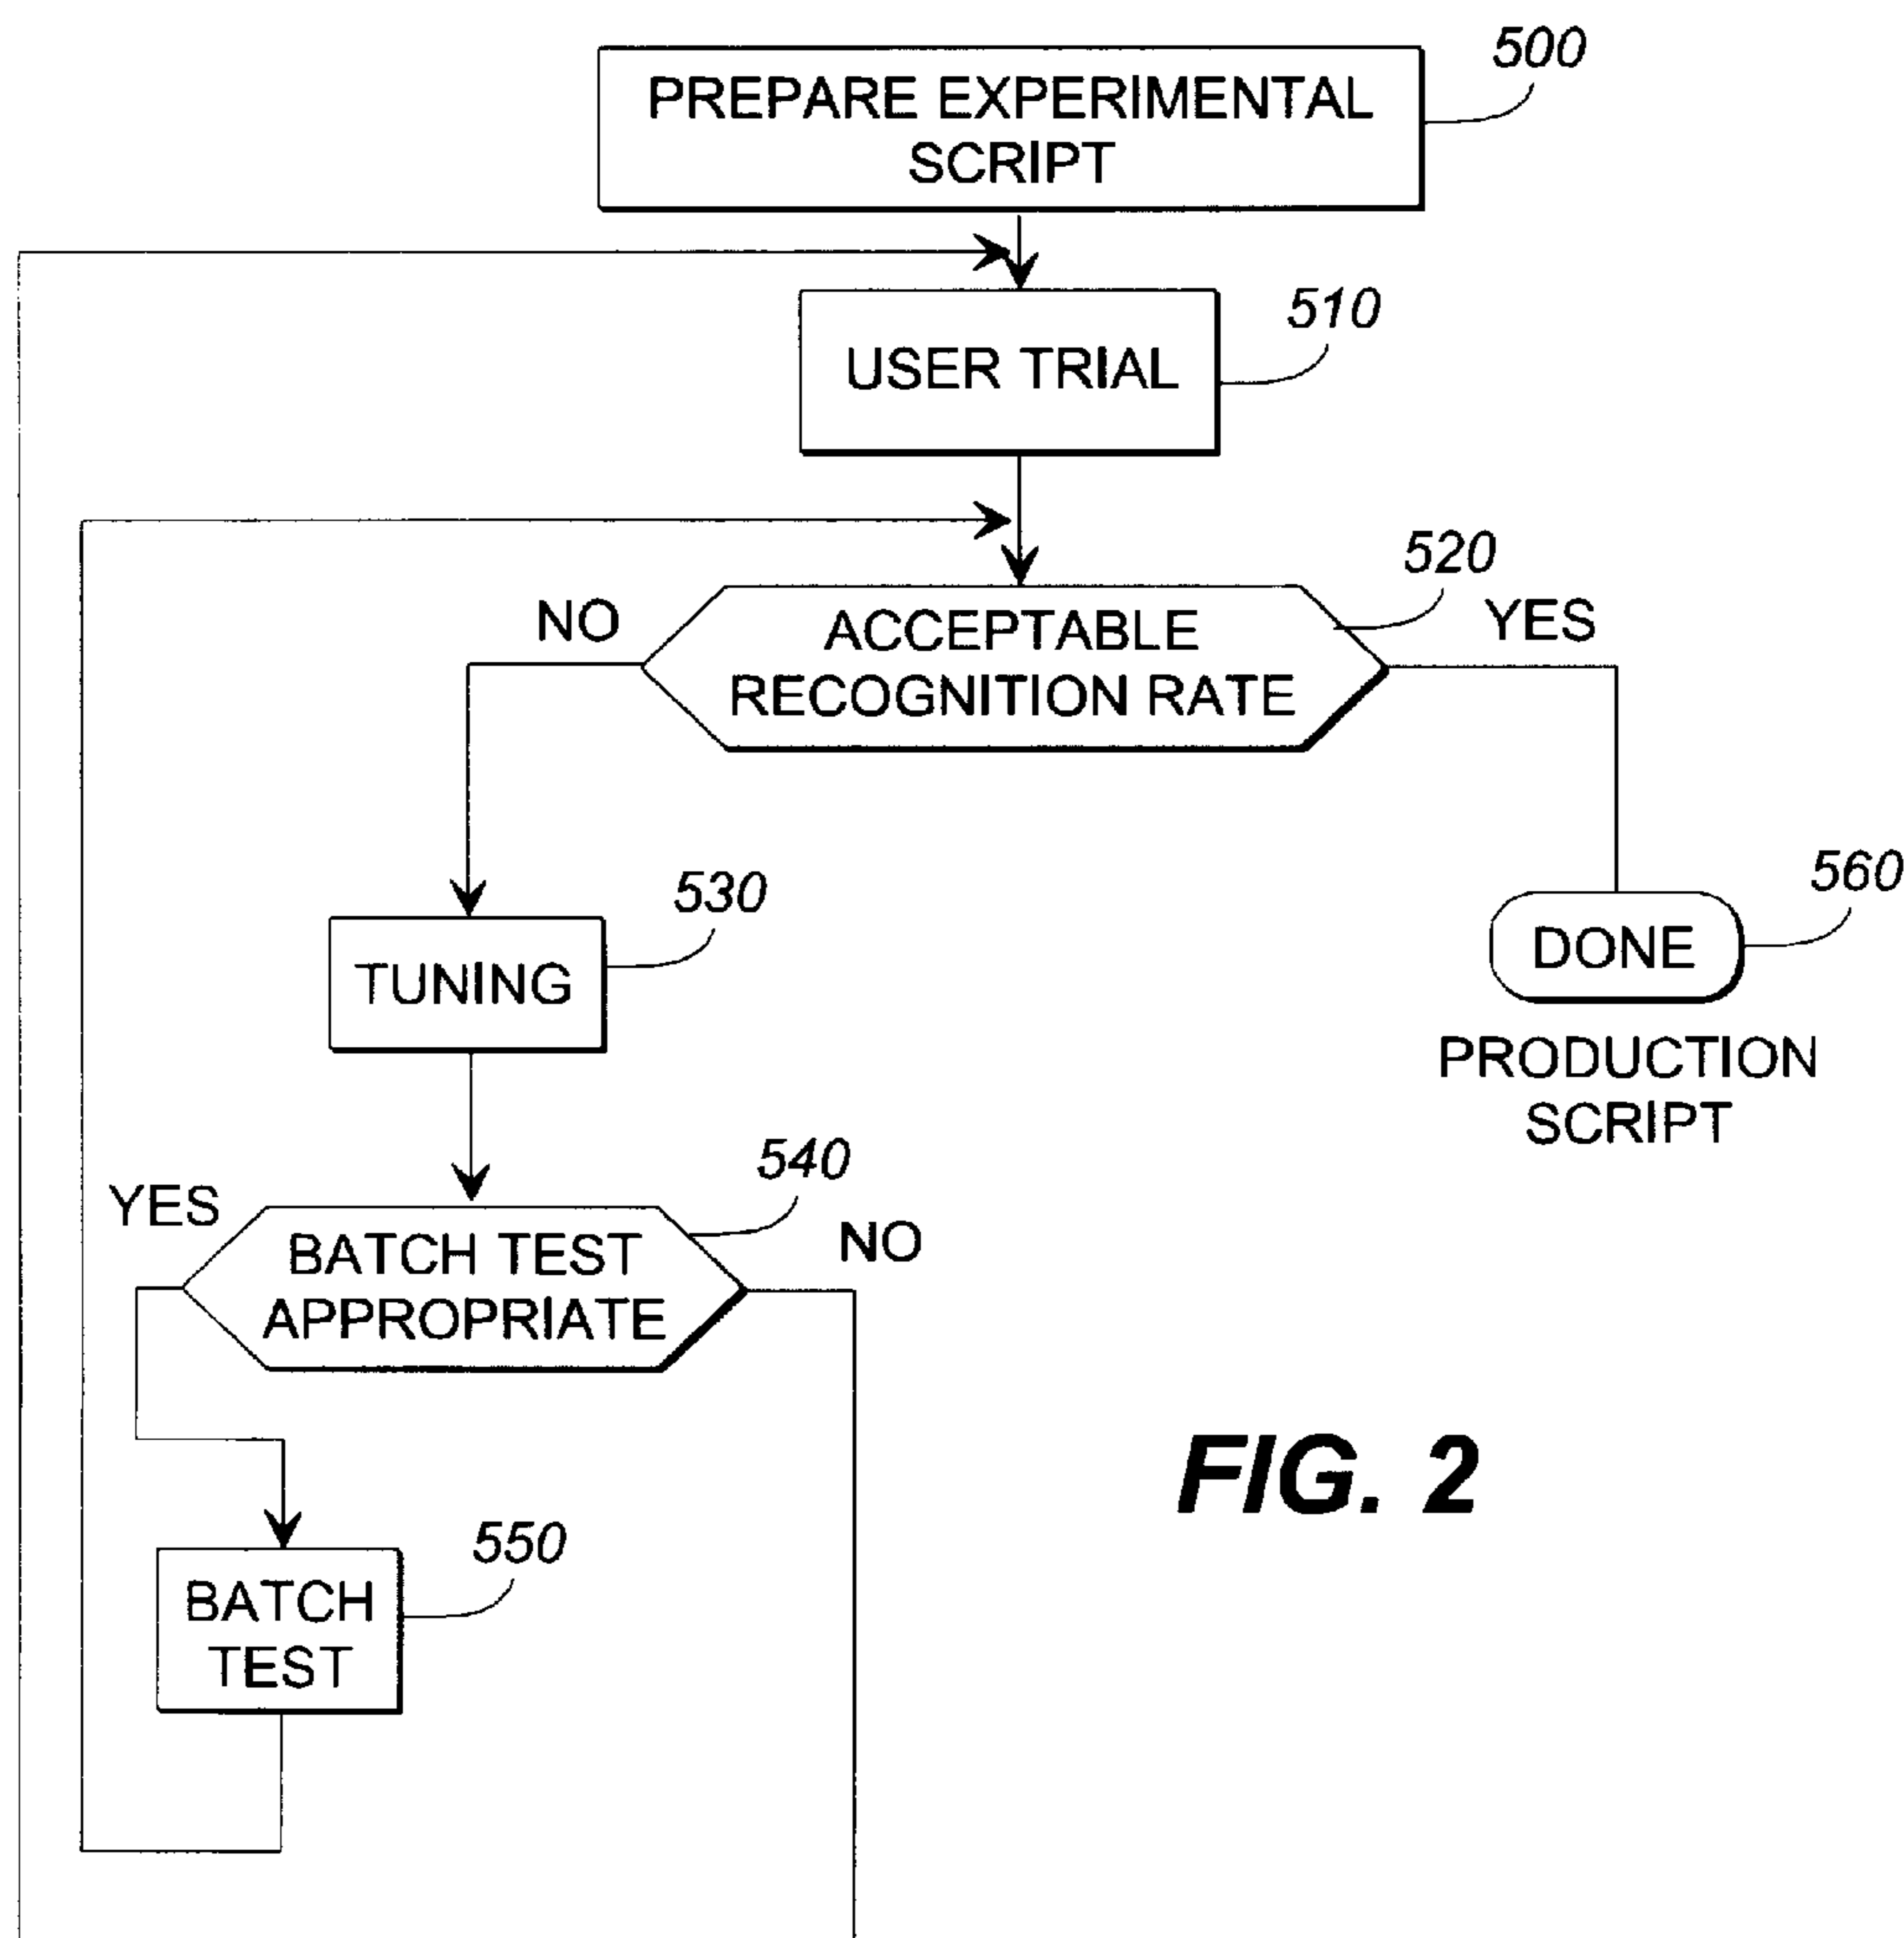 500
PREPARE EXPERIMENTAL
SCRIPT
510
USER TRIAL
520
NO
YES
ACCEPTABLE
RECOGNITION RATE
530
TUNING
560
DONE
PRODUCTION
SCRIPT
540
YES
NO
BATCH TEST
APPROPRIATE
550
BATCH
TEST
FIG. 2